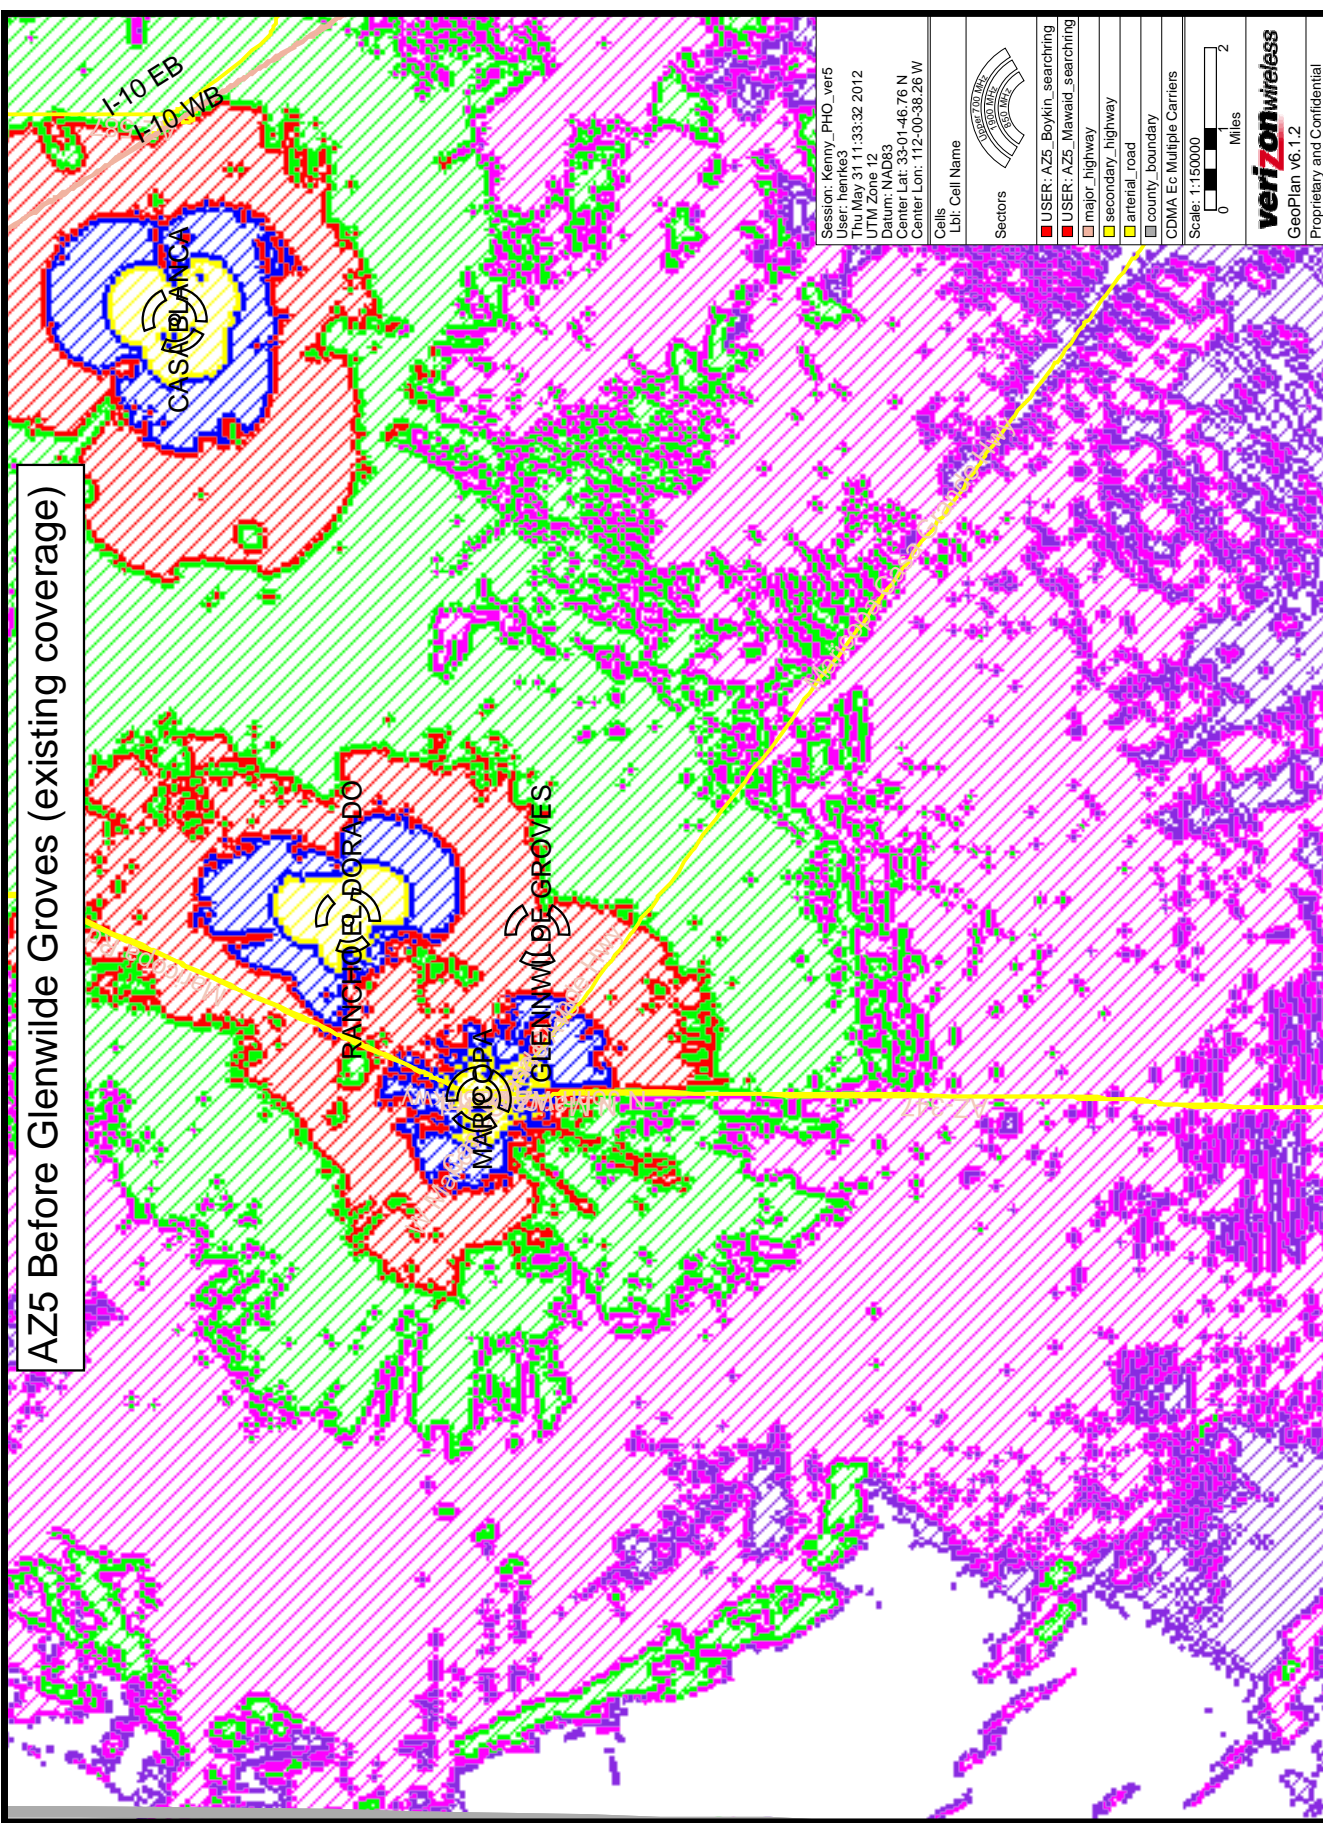 AZ5 Before Glenwilde Groves (existing coverage)
I-10 EB
I-10 WB
CASA BLANCA
RANCHO EL DORADO
GLENNWILDE GROVES
MARICOPA
Session: Kenny_PHO_ver5
User: henrke3
Thu May 31 11:33:32 2012
UTM Zone 12
Datum: NAD83
Center Lat: 33-01-46.76 N
Center Lon: 112-00-38.26 W
Cells
Lbl: Cell Name
Sectors
Upper 700 MHz
1900 MHz
850 MHz
USER: AZ5_Boykin_searchring
USER: AZ5_Mawaid_searchring
major_highway
secondary_highway
arterial_road
county_boundary
CDMA Ec Multiple Carriers
Scale: 1:150000
0 1 2
Miles
verizonwireless
GeoPlan v6.1.2
Proprietary and Confidential